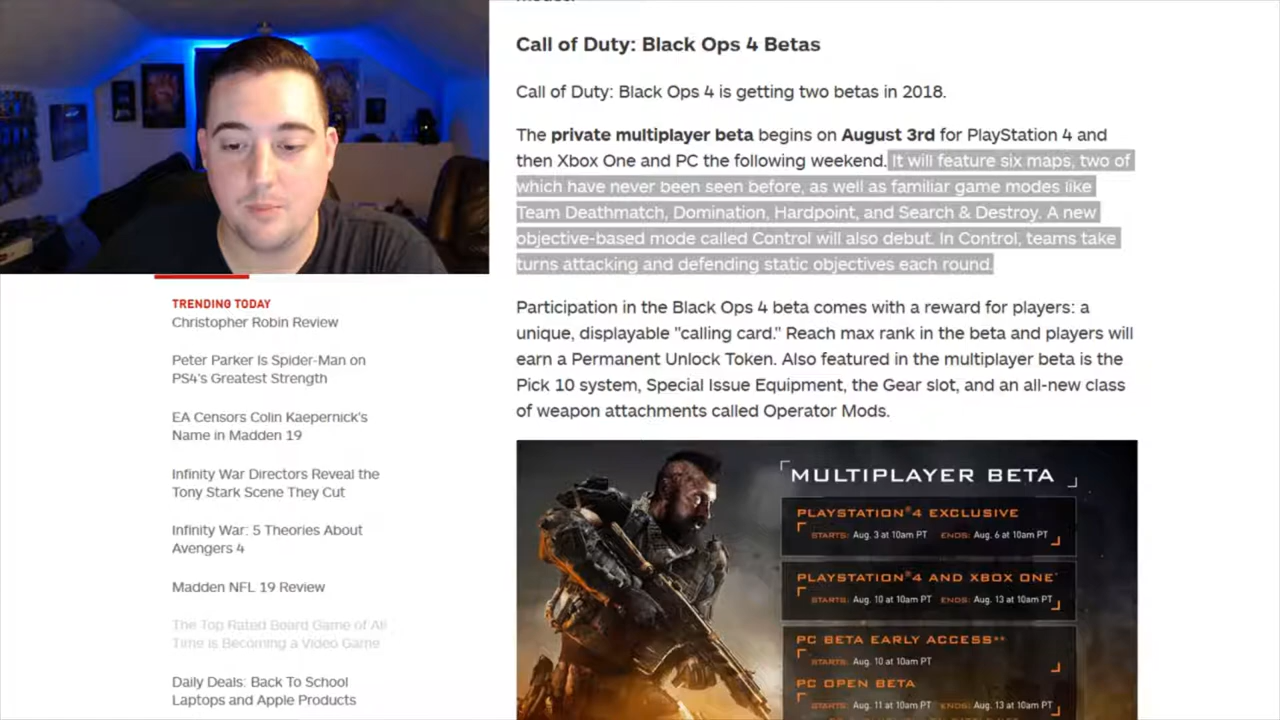 Call of Duty: Black Ops 4 Betas
Call of Duty: Black Ops 4 is getting two betas in 2018.
The private multiplayer beta begins on August 3rd for PlayStation 4 and
then Xbox One and PC the following weekend. It will feature six maps, two of
which have never been seen before, as well as familiar game modes like
Team Deathmatch, Domination, Hardpoint, and Search & Destroy. A new
objective-based mode called Control will also debut. In Control, teams take
turns attacking and defending static objectives each round.
Participation in the Black Ops 4 beta comes with a reward for players: a
unique, displayable "calling card." Reach max rank in the beta and players will
earn a Permanent Unlock Token. Also featured in the multiplayer beta is the
Pick 10 system, Special Issue Equipment, the Gear slot, and an all-new class
of weapon attachments called Operator Mods.
TRENDING TODAY
Christopher Robin Review
Peter Parker Is Spider-Man on
PS4's Greatest Strength
EA Censors Colin Kaepernick's
Name in Madden 19
Infinity War Directors Reveal the
Tony Stark Scene They Cut
Infinity War: 5 Theories About
Avengers 4
Madden NFL 19 Review
The Top Rated Board Game of All
Time is Becoming a Video Game
Daily Deals: Back To School
Laptops and Apple Products
MULTIPLAYER BETA
PLAYSTATION®4 EXCLUSIVE
STARTS: Aug. 3 at 10am PT ENDS: Aug. 6 at 10am PT
PLAYSTATION®4 AND XBOX ONE*
STARTS: Aug. 10 at 10am PT ENDS: Aug. 13 at 10am PT
PC BETA EARLY ACCESS**
STARTS: Aug. 10 at 10am PT
PC OPEN BETA
STARTS: Aug. 11 at 10am PT ENDS: Aug. 13 at 10am PT